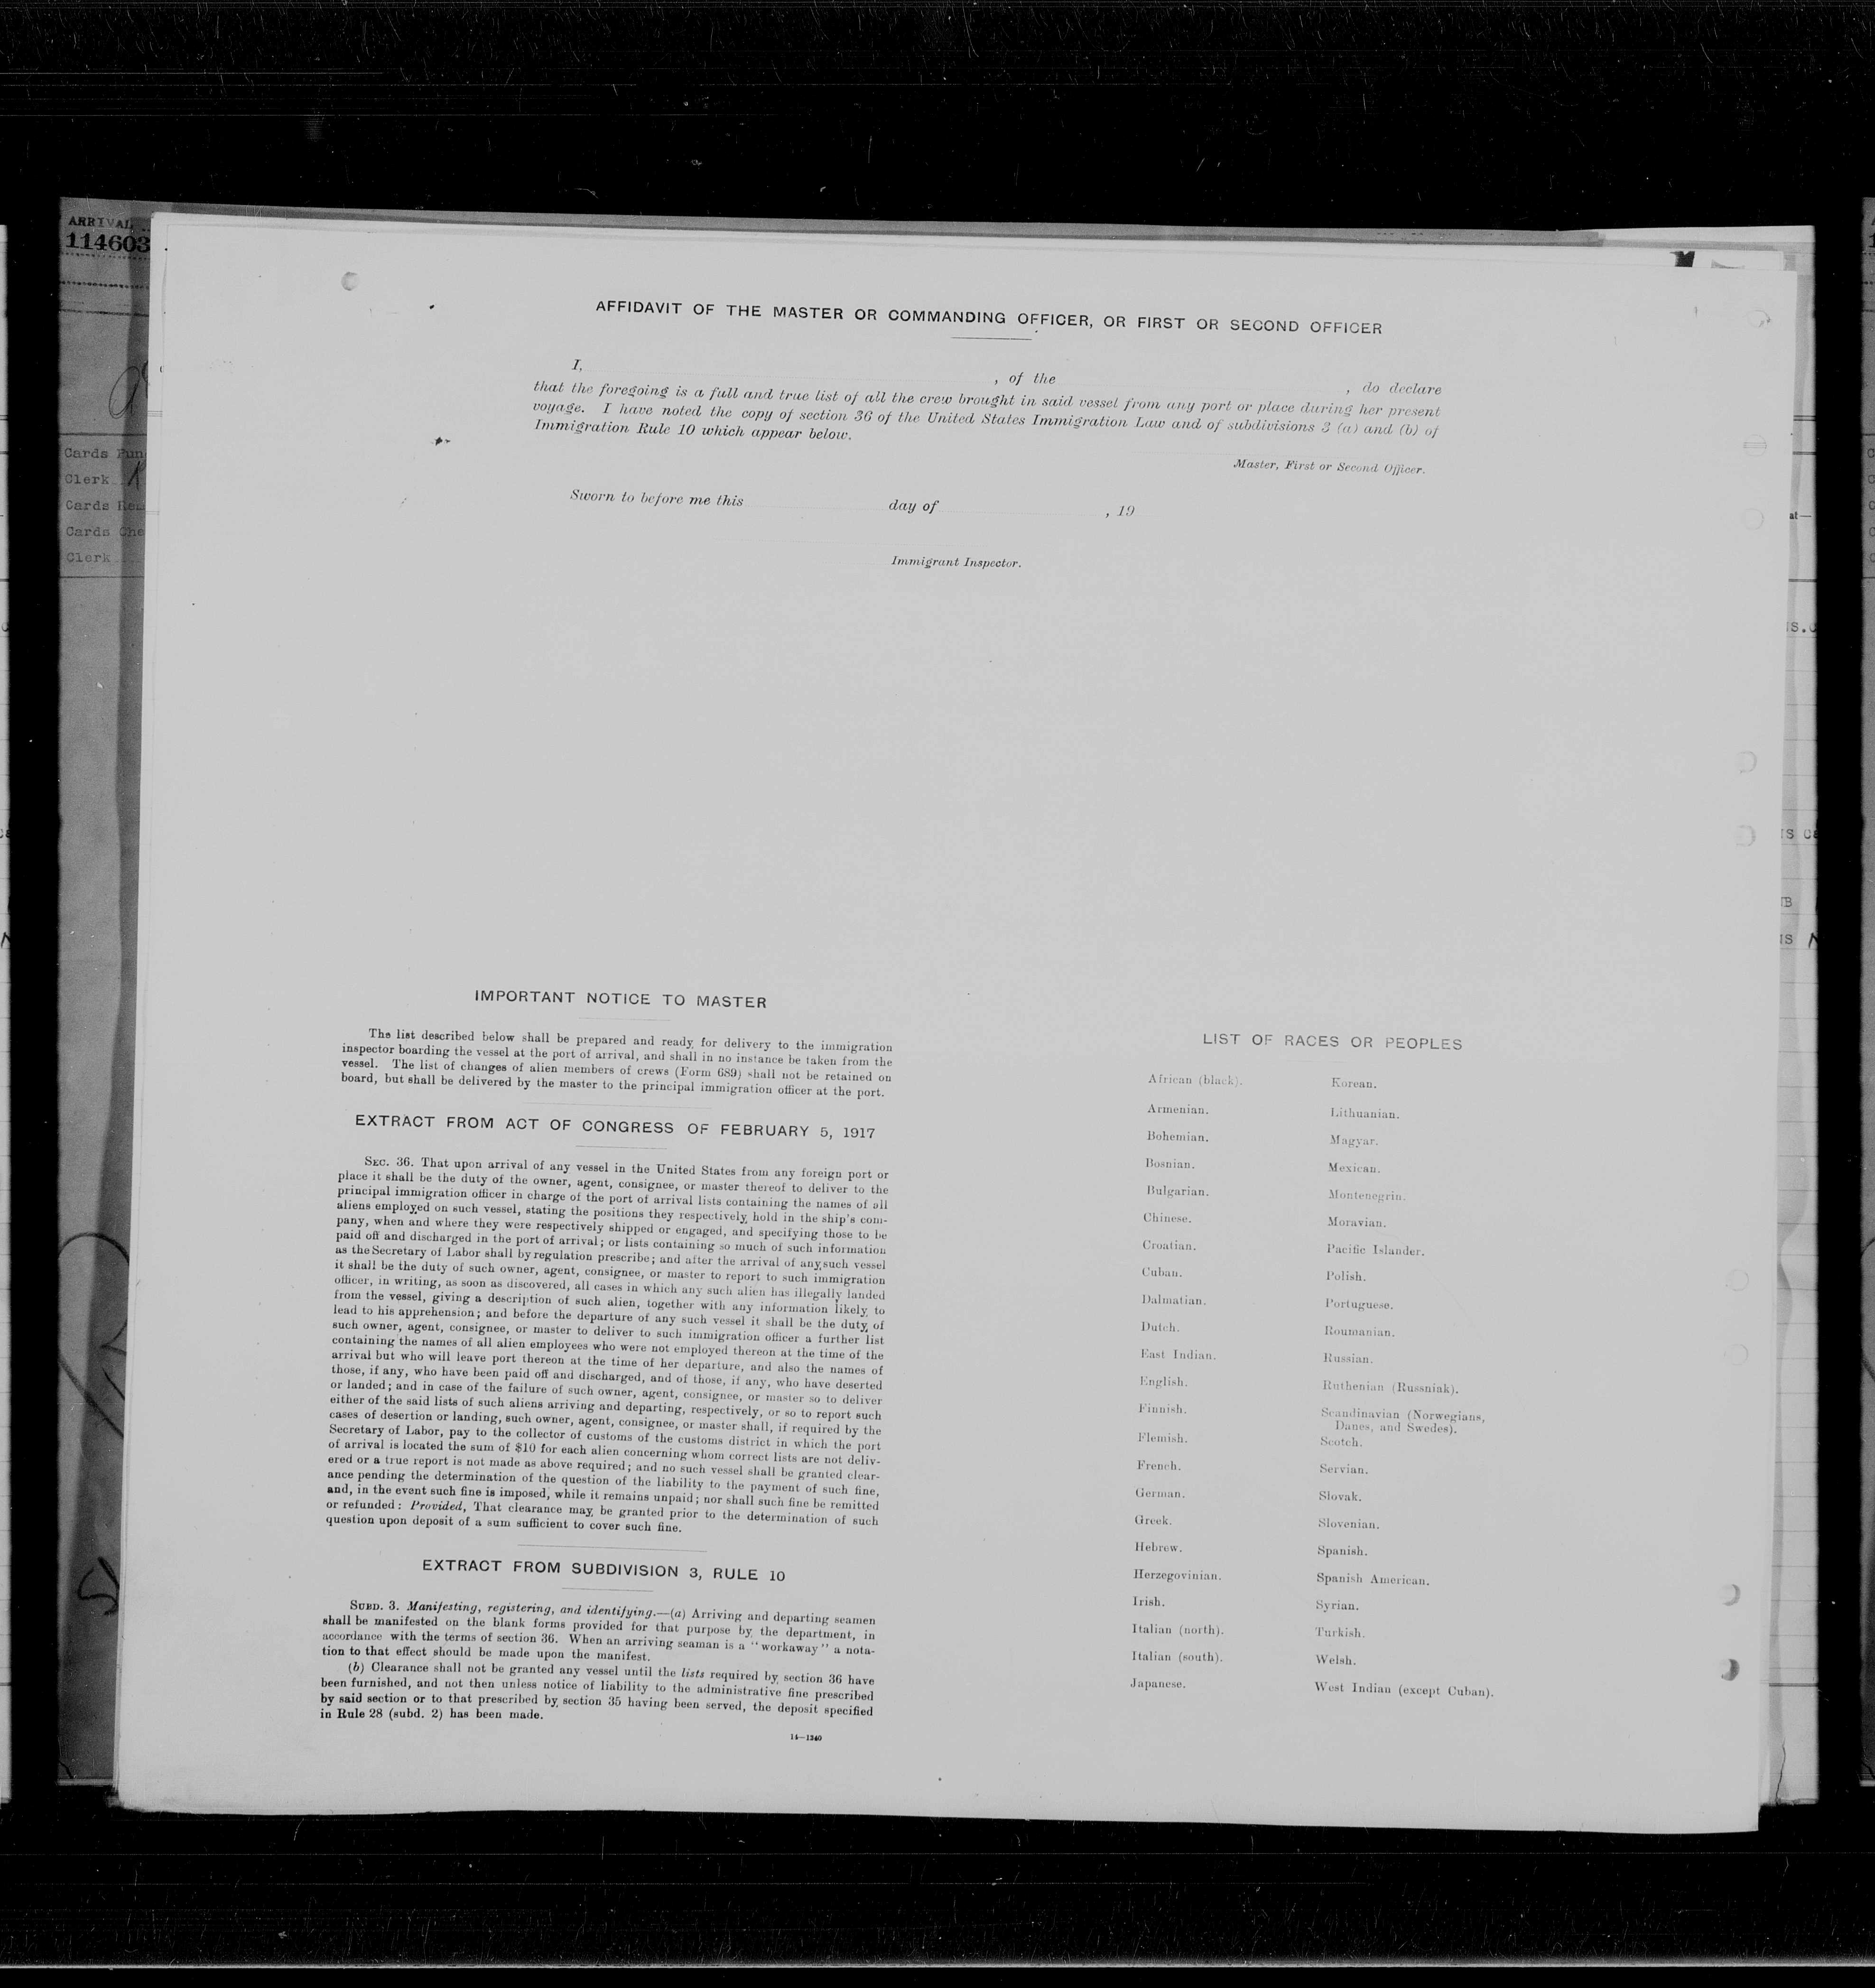 ARRIVAL
114603
Cards Pun
Clerk
Cards
Cards Che
Clerk
AFFIDAVIT OF THE MASTER OR COMMANDING OFFICER, OR FIRST OR SECOND OFFICER
I, , of the , do declare
that the foregoing is a full and true list of all the crew brought in said vessel from any port or place during her present
voyage. I have noted the copy of section 36 of the United States Immigration Law and of subdivisions 3 (a) and (b) of
Immigration Rule 10 which appear below.
Master, First or Second Officer.
Sworn to before me this day of , 19
Immigrant Inspector.
IMPORTANT NOTICE TO MASTER
The list described below shall be prepared and ready for delivery to the immigration
inspector boarding the vessel at the port of arrival, and shall in no instance be taken from the
vessel. The list of changes of alien members of crews (Form 689) shall not be retained on
board, but shall be delivered by the master to the principal immigration officer at the port.
EXTRACT FROM ACT OF CONGRESS OF FEBRUARY 5, 1917
SEC. 36. That upon arrival of any vessel in the United States from any foreign port or
place it shall be the duty of the owner, agent, consignee, or master thereof to deliver to the
principal immigration officer in charge of the port of arrival lists containing the names of all
aliens employed on such vessel, stating the positions they respectively hold in the ship's com-
pany, when and where they were respectively shipped or engaged, and specifying those to be
paid off and discharged in the port of arrival; or lists containing so much of such information
as the Secretary of Labor shall by regulation prescribe; and after the arrival of any such vessel
it shall be the duty of such owner, agent, consignee, or master to report to such immigration
officer, in writing, as soon as discovered, all cases in which any such alien has illegally landed
from the vessel, giving a description of such alien, together with any information likely to
lead to his apprehension; and before the departure of any such vessel it shall be the duty of
such owner, agent, consignee, or master to deliver to such immigration officer a further list
containing the names of all alien employees who were not employed thereon at the time of the
arrival but who will leave port thereon at the time of her departure, and also the names of
those, if any, who have been paid off and discharged, and of those, if any, who have deserted
or landed; and in case of the failure of such owner, agent, consignee, or master so to deliver
either of the said lists of such aliens arriving and departing, respectively, or so to report such
cases of desertion or landing, such owner, agent, consignee, or master shall, if required by the
Secretary of Labor, pay to the collector of customs of the customs district in which the port
of arrival is located the sum of $10 for each alien concerning whom correct lists are not deliv-
ered or a true report is not made as above required; and no such vessel shall be granted clear-
ance pending the determination of the question of the liability to the payment of such fine,
and, in the event such fine is imposed, while it remains unpaid; nor shall such fine be remitted
or refunded: Provided, That clearance may be granted prior to the determination of such
question upon deposit of a sum sufficient to cover such fine.
EXTRACT FROM SUBDIVISION 3, RULE 10
SUBD. 3. Manifesting, registering, and identifying.—(a) Arriving and departing seamen
shall be manifested on the blank forms provided for that purpose by the department, in
accordance with the terms of section 36. When an arriving seaman is a "workaway" a nota-
tion to that effect should be made upon the manifest.
(b) Clearance shall not be granted any vessel until the lists required by section 36 have
been furnished, and not then unless notice of liability to the administrative fine prescribed
by said section or to that prescribed by section 35 having been served, the deposit specified
in Rule 28 (subd. 2) has been made.
14—1240
LIST OF RACES OR PEOPLES
African (black).
Armenian.
Bohemian.
Bosnian.
Bulgarian.
Chinese.
Croatian.
Cuban.
Dalmatian.
Dutch.
East Indian.
English.
Finnish.
Flemish.
French.
German.
Greek.
Hebrew.
Herzegovinian.
Irish.
Italian (north).
Italian (south).
Japanese.
Korean.
Lithuanian.
Magyar.
Mexican.
Montenegrin.
Moravian.
Pacific Islander.
Polish.
Portuguese.
Roumanian.
Russian.
Ruthenian (Russniak).
Scandinavian (Norwegians,
Danes, and Swedes).
Scotch.
Servian.
Slovak.
Slovenian.
Spanish.
Spanish American.
Syrian.
Turkish.
Welsh.
West Indian (except Cuban).